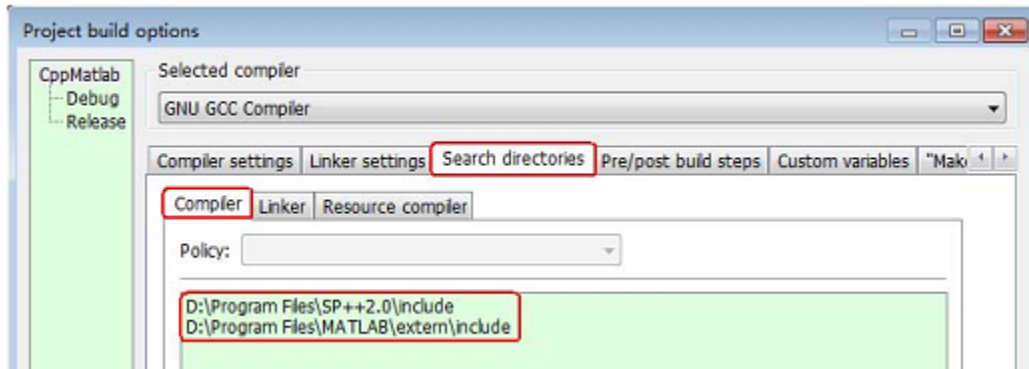 Project build options
CppMatlab
Debug
Release
Selected compiler
GNU GCC Compiler
Compiler settings Linker settings Search directories Pre/post build steps Custom variables "Make
Compiler Linker Resource compiler
Policy:
D:\Program Files\SP++2.0\include
D:\Program Files\MATLAB\extern\include